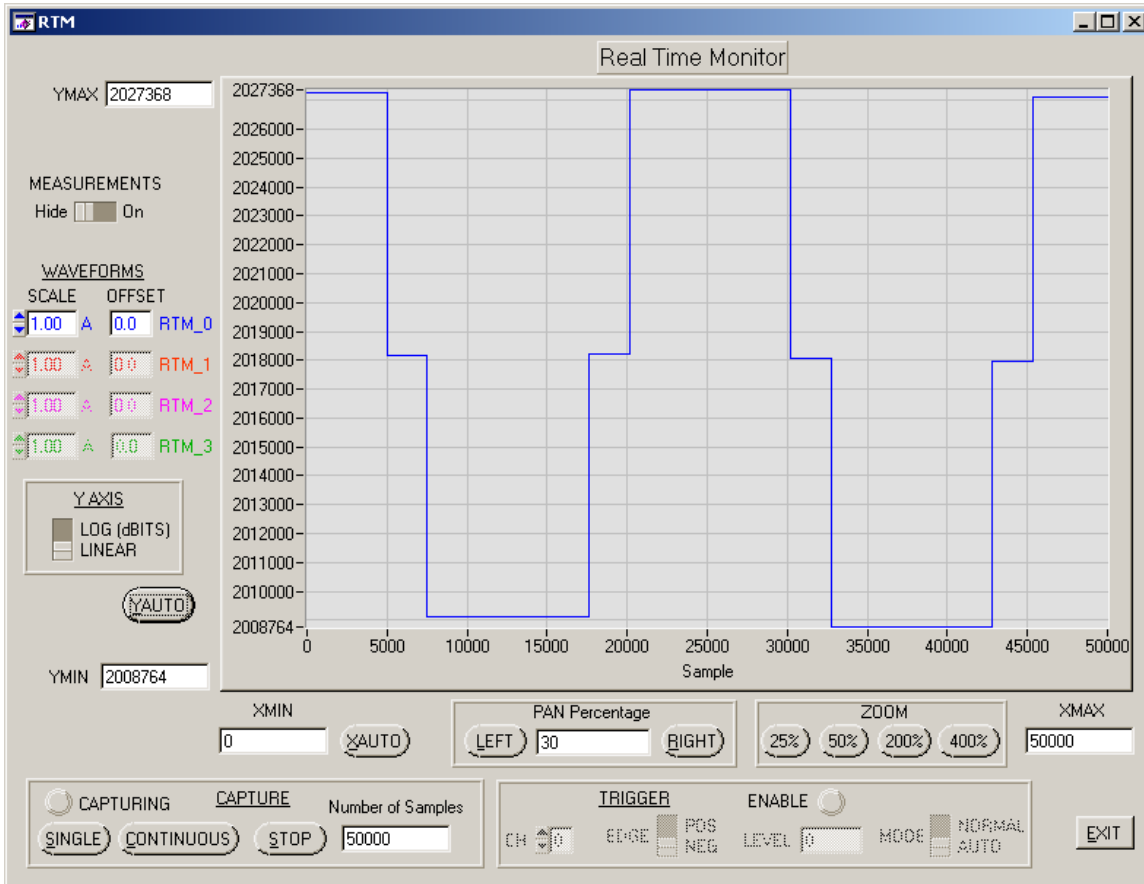 RTM
Real Time Monitor
YMAX 2027368
MEASUREMENTS
Hide On
WAVEFORMS
SCALE OFFSET
1.00 A 0.0 RTM_0
1.00 A 0.0 RTM_1
1.00 A 0.0 RTM_2
1.00 A 0.0 RTM_3
Y AXIS
LOG (dBITS)
LINEAR
YAUTO
YMIN 2008764
2027368
2026000
2025000
2024000
2023000
2022000
2021000
2020000
2019000
2018000
2017000
2016000
2015000
2014000
2013000
2012000
2011000
2010000
2008764
0 5000 10000 15000 20000 25000 30000 35000 40000 45000 50000
Sample
XMIN
0
XAUTO
PAN Percentage
LEFT 30 RIGHT
ZOOM
25% 50% 200% 400%
XMAX
50000
CAPTURING CAPTURE Number of Samples
SINGLE CONTINUOUS STOP 50000
TRIGGER ENABLE
CH 0 EDGE POS NEG LEVEL 0 MODE NORMAL AUTO
EXIT